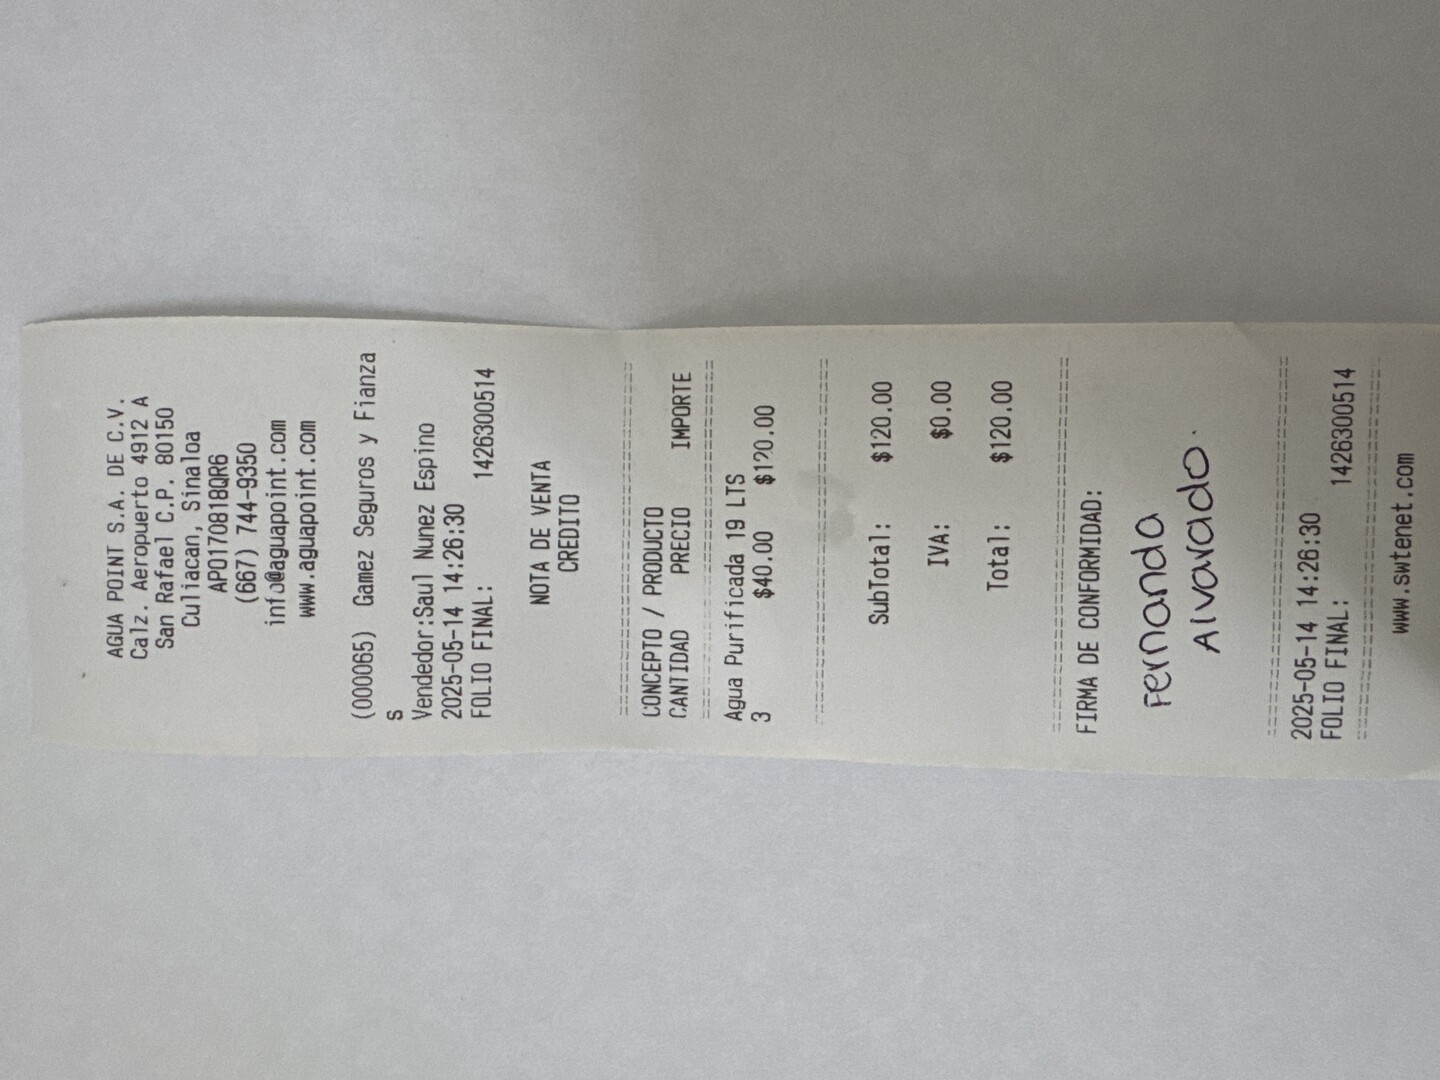 AGUA POINT S.A. DE C.V.
Calz. Aeropuerto 4912 A
San Rafael C.P. 80150
Culiacan, Sinaloa
APO170818QR6
(667) 744-9350
info@aguapoint.com
www.aguapoint.com
(000065) Gamez Seguros y Fianza
s
Vendedor:Saul Nunez Espino
2025-05-14 14:26:30
FOLIO FINAL: 1426300514
NOTA DE VENTA
CREDITO
CONCEPTO / PRODUCTO
CANTIDAD PRECIO IMPORTE
Agua Purificada 19 LTS
3 $40.00 $120.00
SubTotal: $120.00
IVA: $0.00
Total: $120.00
FIRMA DE CONFORMIDAD:
Fernanda
Alvarado.
2025-05-14 14:26:30
FOLIO FINAL: 1426300514
www.swtenet.com